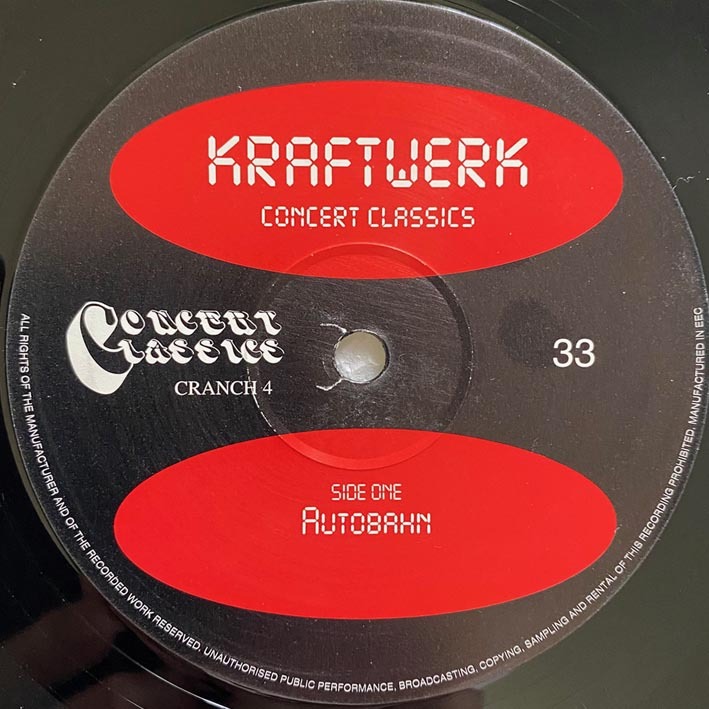 KRAFTWERK
CONCERT CLASSICS
CONCERT
CLASSICS
CRANCH 4
33
SIDE ONE
AUTOBAHN
ALL RIGHTS OF THE MANUFACTURER AND OF THE RECORDED WORK RESERVED. UNAUTHORISED PUBLIC PERFORMANCE, BROADCASTING, COPYING, SAMPLING AND RENTAL OF THIS RECORDING PROHIBITED. MANUFACTURED IN EEC